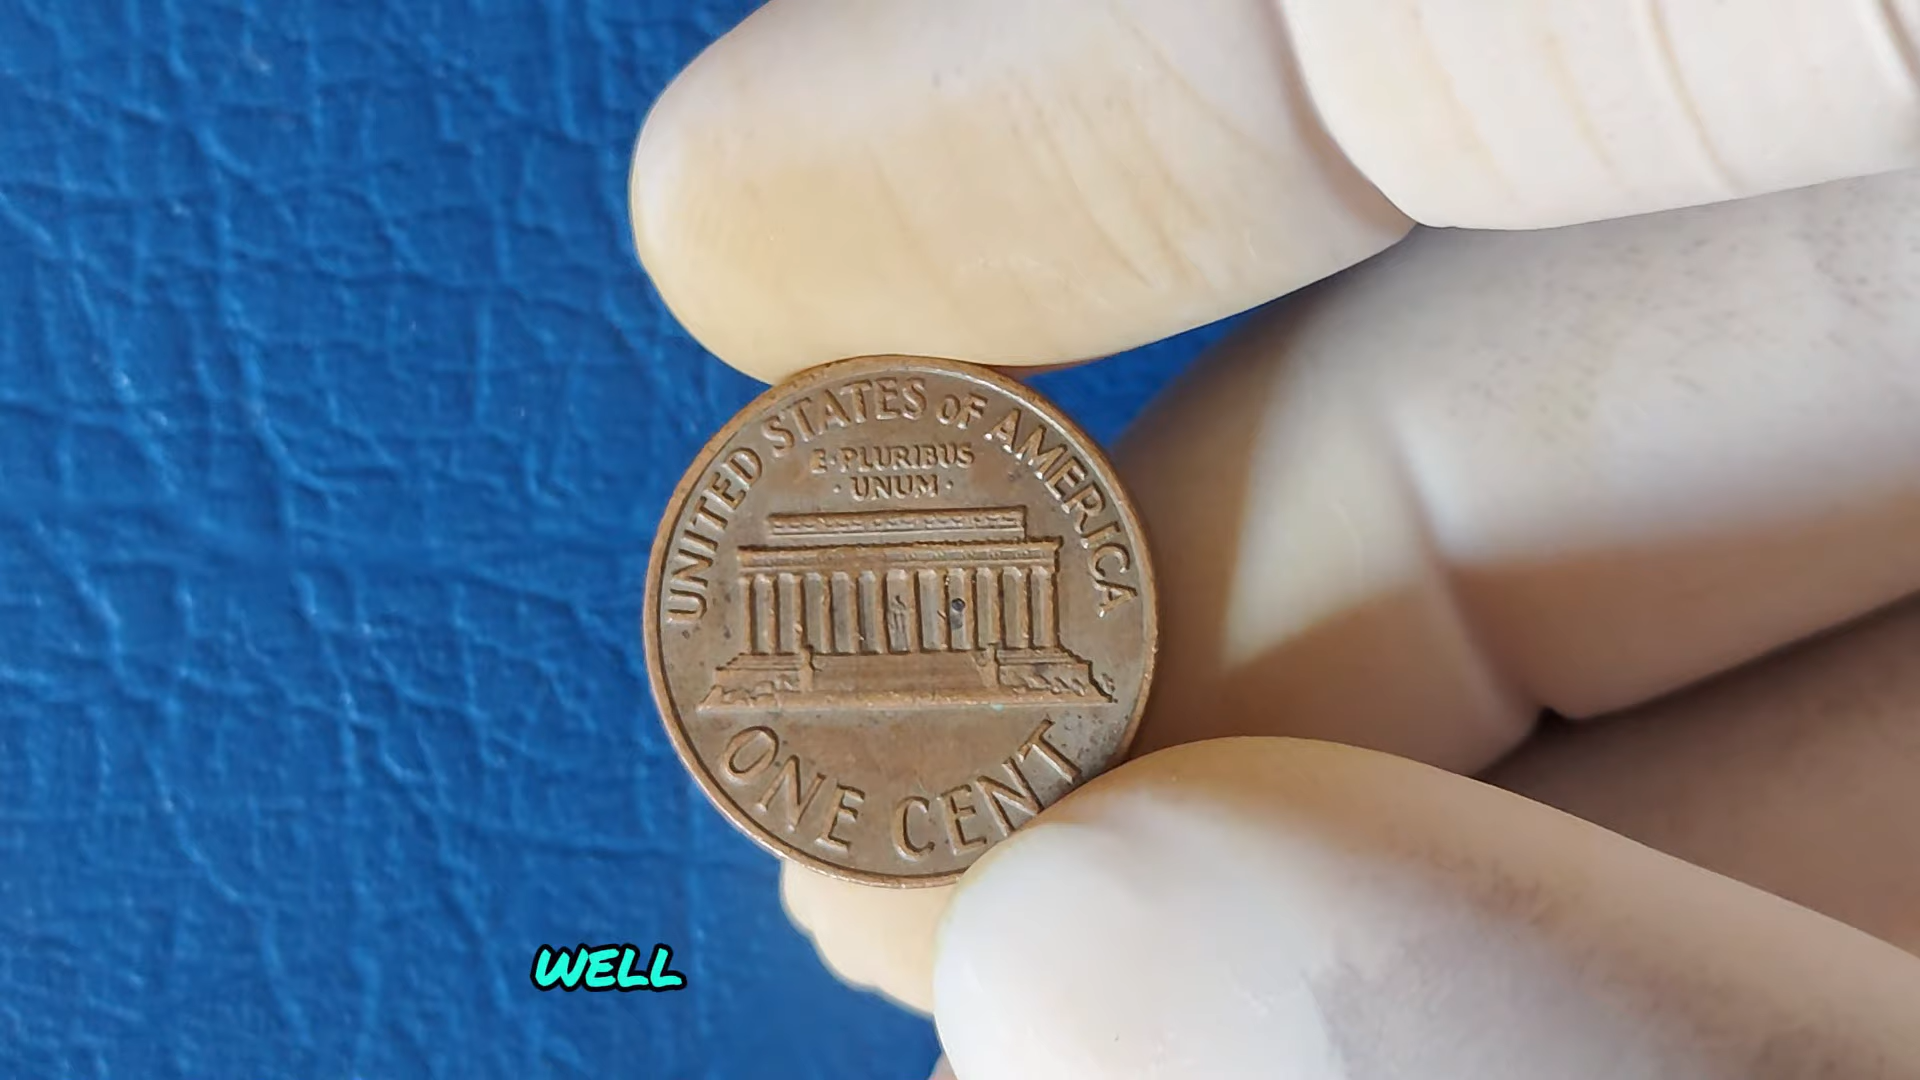 UNITED STATES OF AMERICA
E·PLURIBUS
·UNUM·
ONE CENT
WELL